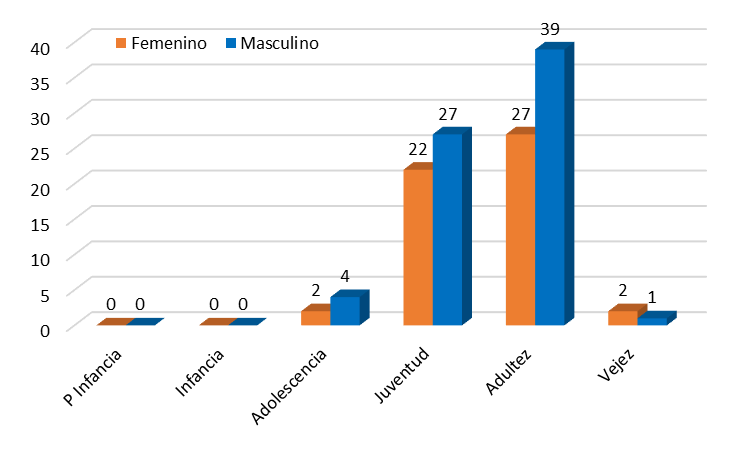 Femenino Masculino
40
35
30
25
20
15
10
5
0
0 0
0 0
2 4
22 27
27 39
2 1
P Infancia
Infancia
Adolescencia
Juventud
Adultez
Vejez